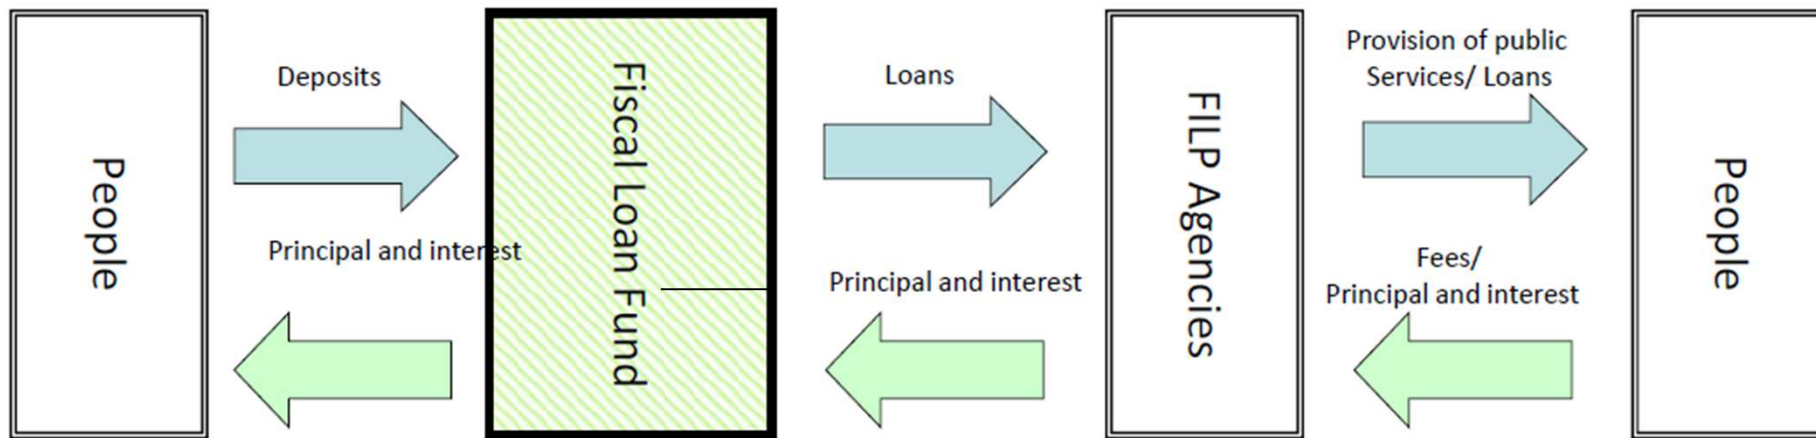 People
Deposits
Principal and interest
Fiscal Loan Fund
Loans
Principal and interest
FILP Agencies
Provision of public
Services/ Loans
Fees/
Principal and interest
People